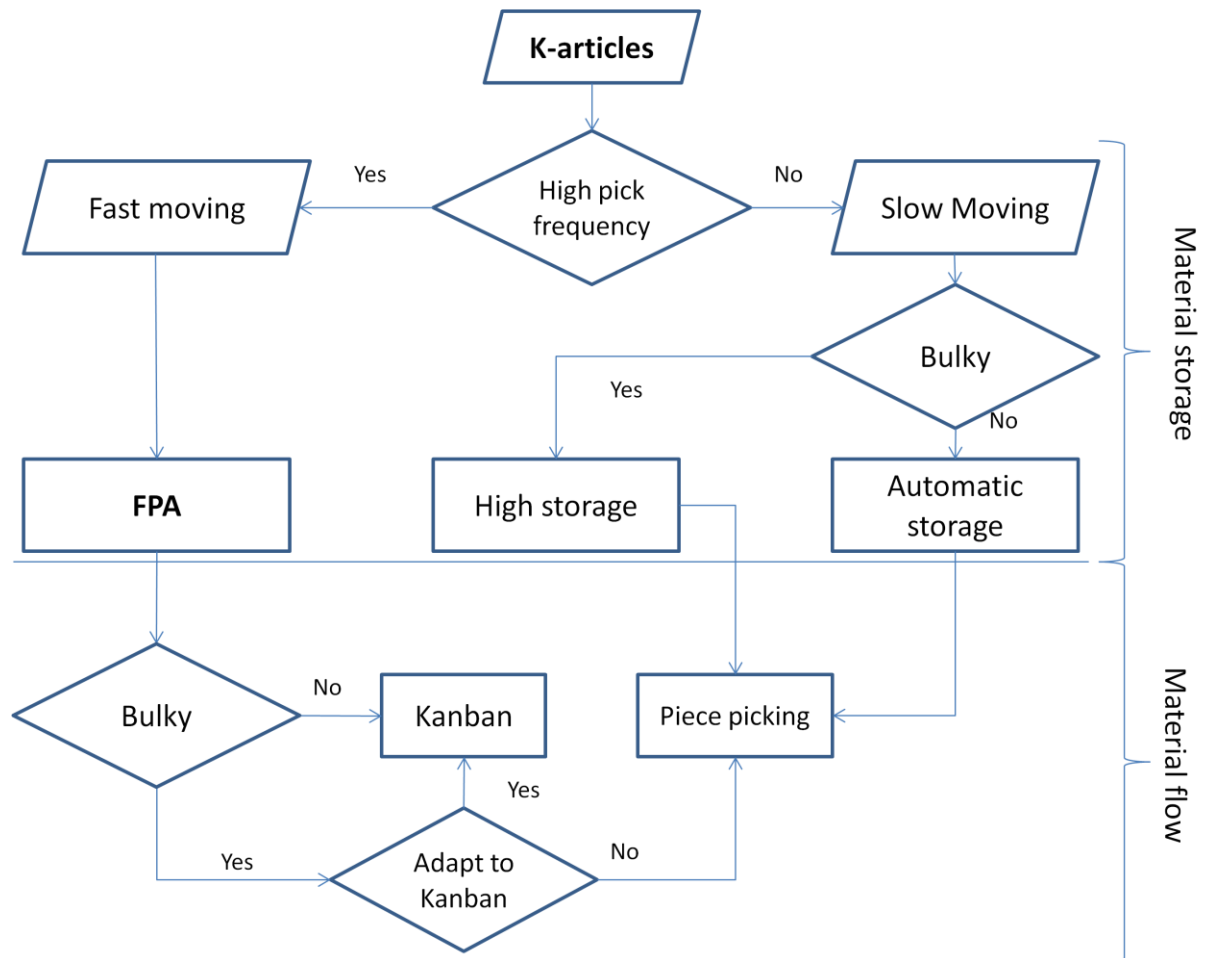 K-articles
Yes
No
Fast moving
High pick
frequency
Slow Moving
Bulky
Yes
No
FPA
High storage
Automatic
storage
Material storage
Bulky
No
Kanban
Piece picking
Yes
Yes
Adapt to
Kanban
No
Material flow